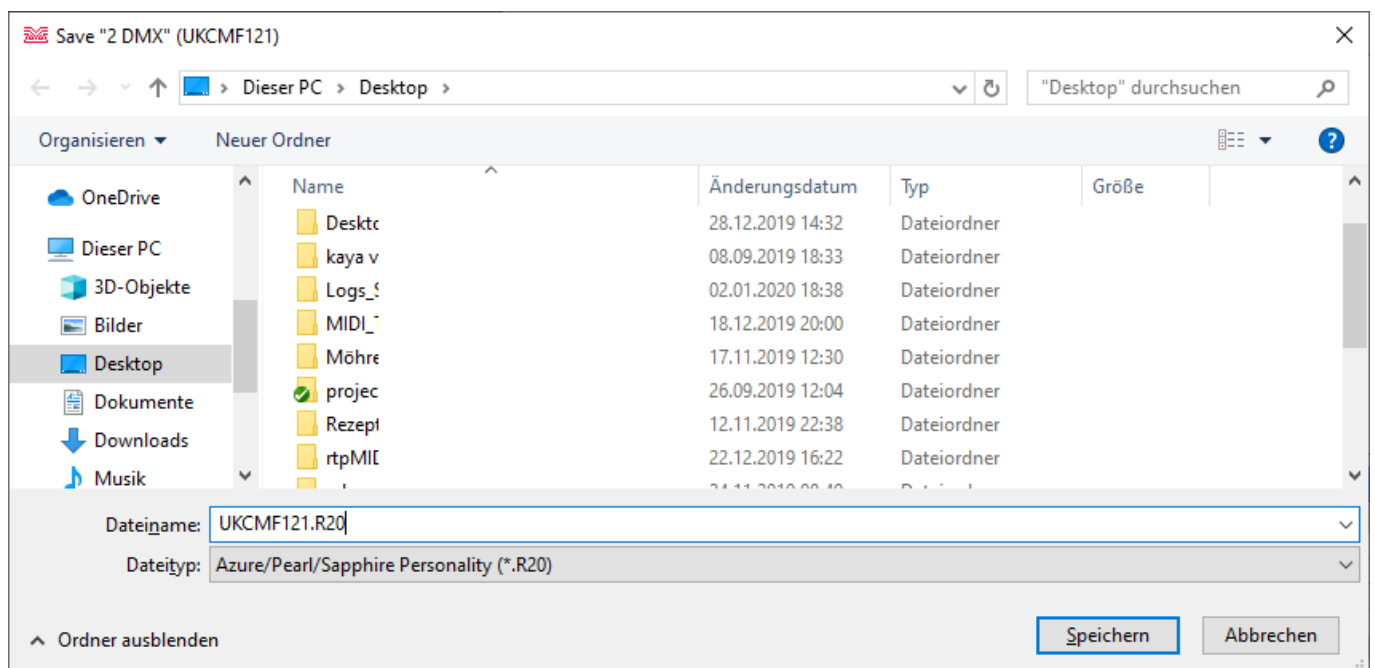 Save "2 DMX" (UKCMF121)
Dieser PC > Desktop >
"Desktop" durchsuchen
Organisieren
Neuer Ordner
OneDrive
Dieser PC
3D-Objekte
Bilder
Desktop
Dokumente
Downloads
Musik
Name Änderungsdatum Typ Größe
28.12.2019 14:32 Dateiordner
kaya v 08.09.2019 18:33 Dateiordner
02.01.2020 18:38 Dateiordner
18.12.2019 20:00 Dateiordner
Möhre 17.11.2019 12:30 Dateiordner
projec 26.09.2019 12:04 Dateiordner
Rezept 12.11.2019 22:38 Dateiordner
22.12.2019 16:22 Dateiordner
Dateiname: UKCMF121.R20
Dateityp: Azure/Pearl/Sapphire Personality (*.R20)
Ordner ausblenden
Speichern
Abbrechen